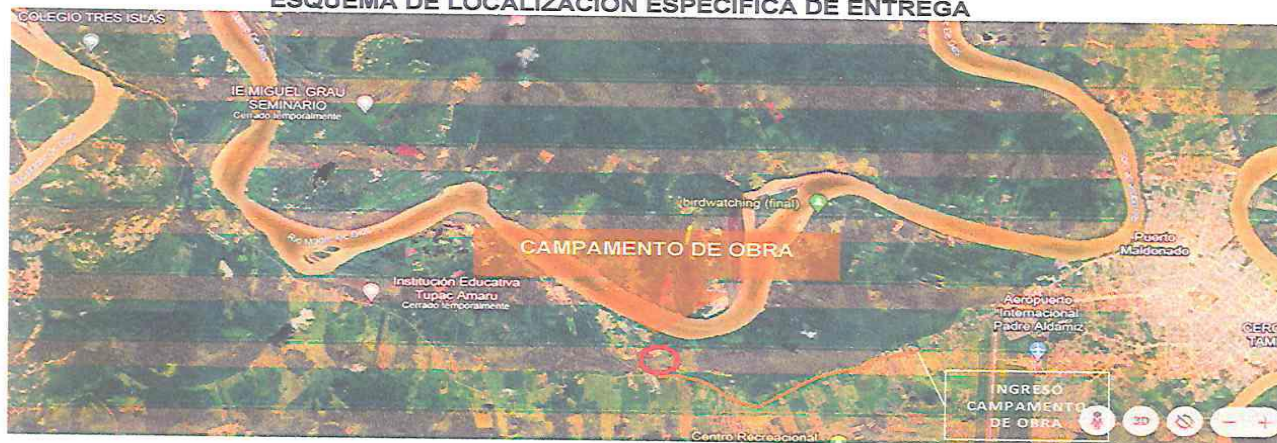 ESQUEMA DE LOCALIZACIÓN ESPECÍFICA DE ENTREGA
COLEGIO TRES ISLAS
IE MIGUEL GRAU
SEMINARIO
Cerrado temporalmente
(birdwatching (final)
CAMPAMENTO DE OBRA
Puerto
Maldonado
Institución Educativa
Tupac Amaru
Cerrado temporalmente
Aeropuerto
Internacional
Padre Aldamiz
INGRESO
CAMPAMENTO
DE OBRA
3D
Centro Recreacional